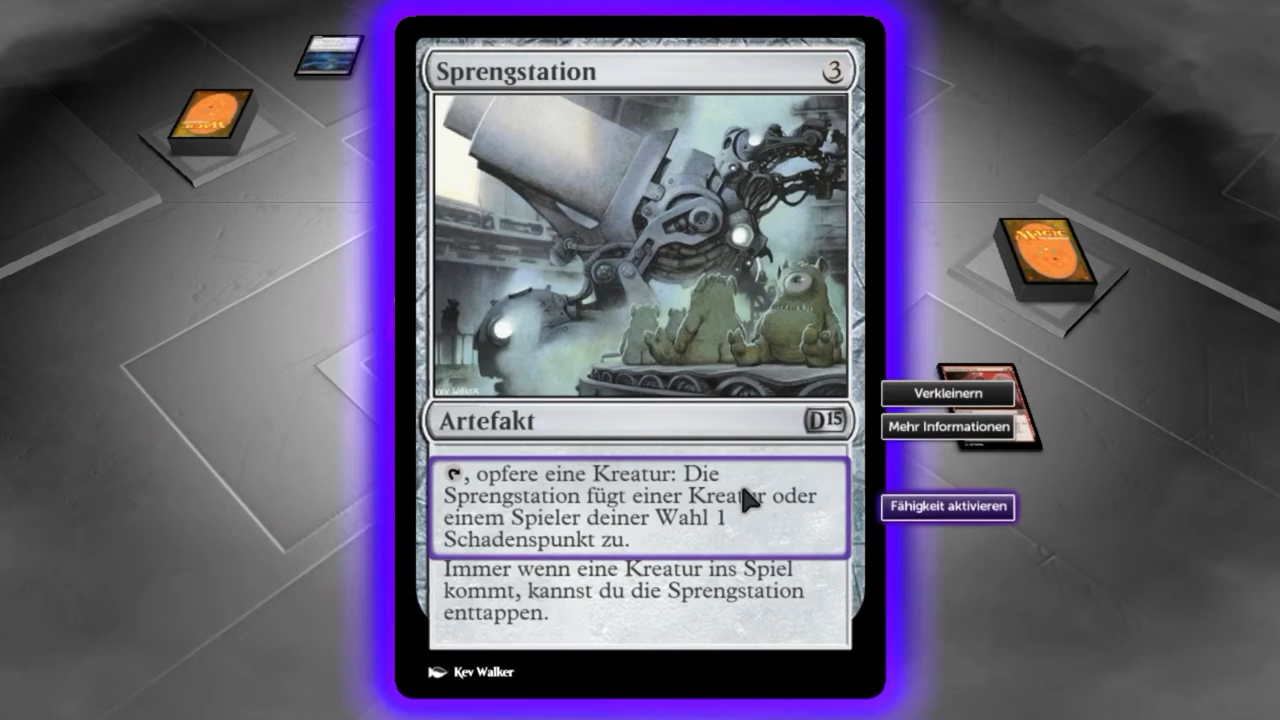 Sprengstation 3
Artefakt D15
, opfere eine Kreatur: Die
Sprengstation fügt einer Kreatur oder
einem Spieler deiner Wahl 1
Schadenspunkt zu.
Immer wenn eine Kreatur ins Spiel
kommt, kannst du die Sprengstation
enttappen.
Kev Walker
MAGIC
Verkleinern
Mehr Informationen
Fähigkeit aktivieren